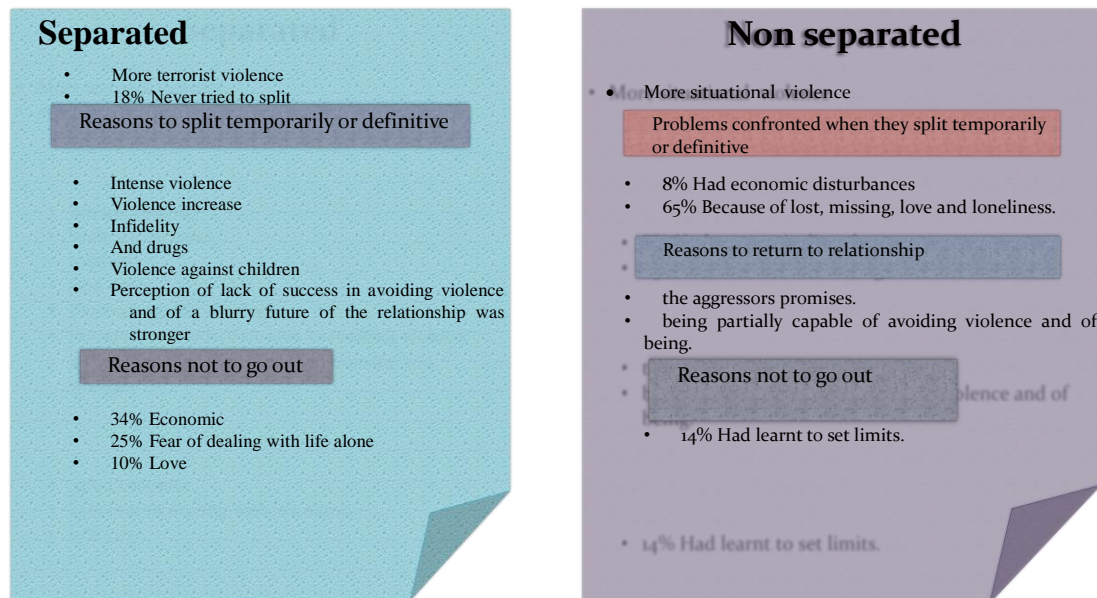 Separated
• More terrorist violence
• 18% Never tried to split
Reasons to split temporarily or definitive
• Intense violence
• Violence increase
• Infidelity
• And drugs
• Violence against children
• Perception of lack of success in avoiding violence
and of a blurry future of the relationship was
stronger
Reasons not to go out
• 34% Economic
• 25% Fear of dealing with life alone
• 10% Love
Non separated
• More situational violence
Problems confronted when they split temporarily
or definitive
• 8% Had economic disturbances
• 65% Because of lost, missing, love and loneliness.
Reasons to return to relationship
• the aggressors promises.
• being partially capable of avoiding violence and of
being.
Reasons not to go out
• 14% Had learnt to set limits.
• 14% Had learnt to set limits.